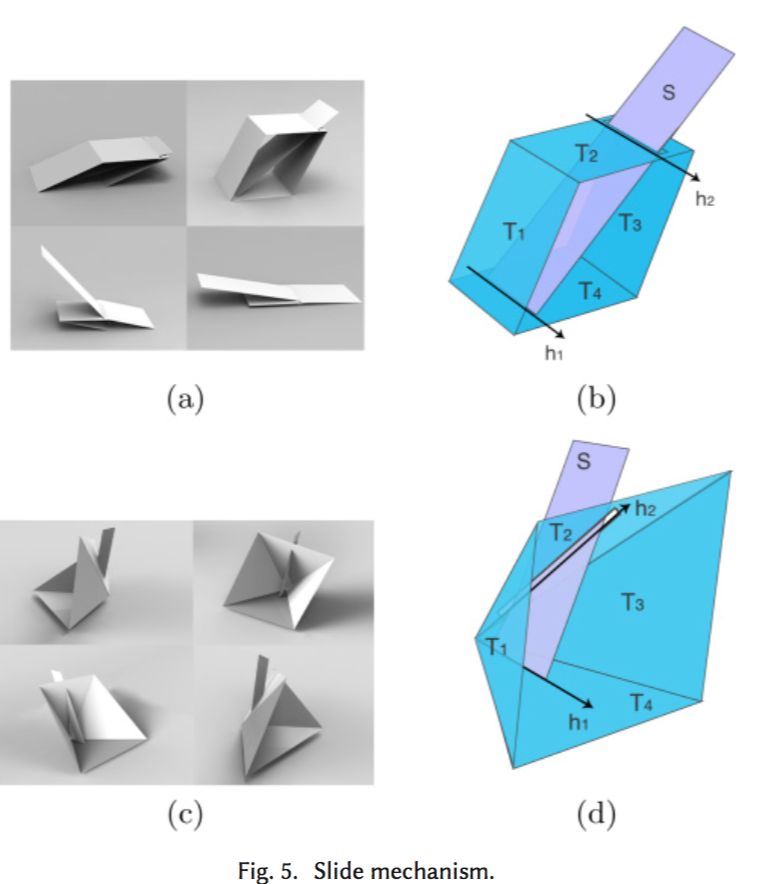 S
T2
h2
T1
T3
T4
h1
(a)
(b)
S
h2
T2
T3
T1
T4
h1
(c)
(d)
Fig. 5. Slide mechanism.